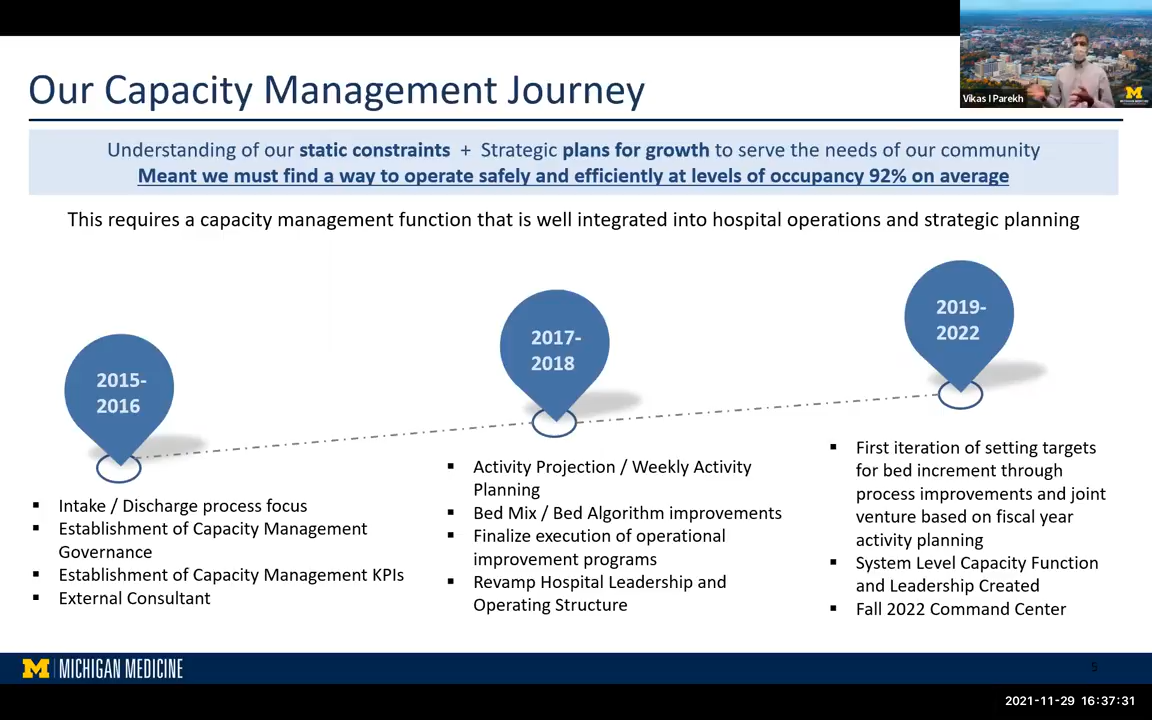 Our Capacity Management Journey
Vikas I Parekh
M
MICHIGAN MEDICINE
Understanding of our static constraints + Strategic plans for growth to serve the needs of our community
Meant we must find a way to operate safely and efficiently at levels of occupancy 92% on average
This requires a capacity management function that is well integrated into hospital operations and strategic planning
2015-
2016
▪ Intake / Discharge process focus
▪ Establishment of Capacity Management
Governance
▪ Establishment of Capacity Management KPIs
▪ External Consultant
2017-
2018
▪ Activity Projection / Weekly Activity
Planning
▪ Bed Mix / Bed Algorithm improvements
▪ Finalize execution of operational
improvement programs
▪ Revamp Hospital Leadership and
Operating Structure
2019-
2022
▪ First iteration of setting targets
for bed increment through
process improvements and joint
venture based on fiscal year
activity planning
▪ System Level Capacity Function
and Leadership Created
▪ Fall 2022 Command Center
M MICHIGAN MEDICINE
5
2021-11-29 16:37:31